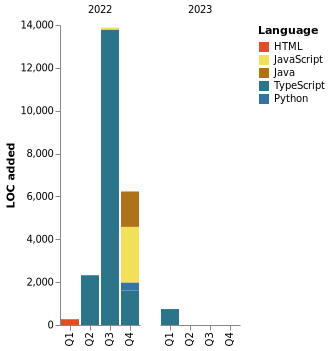 2022 2023
Language
HTML
JavaScript
Java
TypeScript
Python
LOC added
14,000
12,000
10,000
8,000
6,000
4,000
2,000
0
Q1 Q2 Q3 Q4 Q1 Q2 Q3 Q4